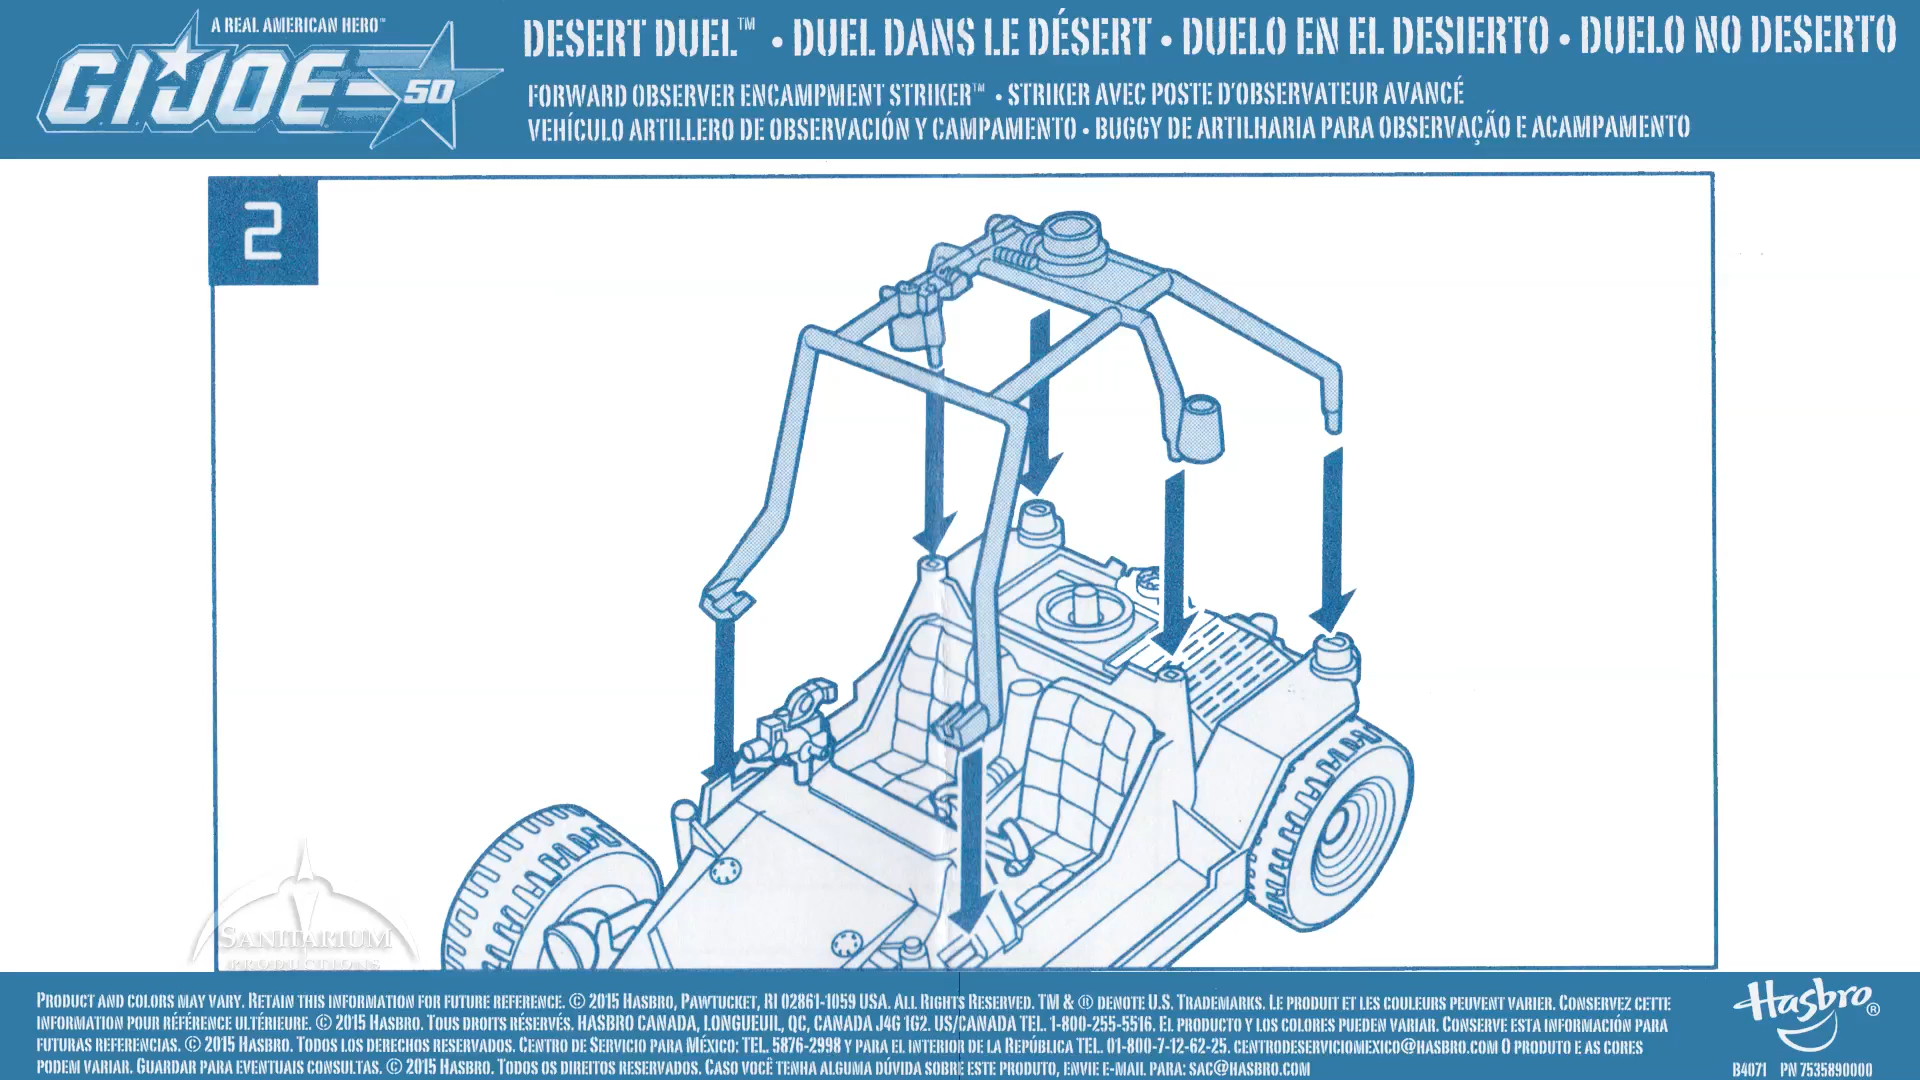 A REAL AMERICAN HERO™
G.I. JOE 50
DESERT DUEL™ • DUEL DANS LE DÉSERT • DUELO EN EL DESIERTO • DUELO NO DESERTO
FORWARD OBSERVER ENCAMPMENT STRIKER™ • STRIKER AVEC POSTE D'OBSERVATEUR AVANCÉ
VEHÍCULO ARTILLERO DE OBSERVACIÓN Y CAMPAMENTO • BUGGY DE ARTILHARIA PARA OBSERVAÇÃO E ACAMPAMENTO
2
SANITARIUM
PRODUCTIONS
PRODUCT AND COLORS MAY VARY. RETAIN THIS INFORMATION FOR FUTURE REFERENCE. © 2015 HASBRO, PAWTUCKET, RI 02861-1059 USA. ALL RIGHTS RESERVED. TM & ® DENOTE U.S. TRADEMARKS. LE PRODUIT ET LES COULEURS PEUVENT VARIER. CONSERVEZ CETTE
INFORMATION POUR RÉFÉRENCE ULTÉRIEURE. © 2015 HASBRO. TOUS DROITS RÉSERVÉS. HASBRO CANADA, LONGUEUIL, QC, CANADA J4G 1G2. US/CANADA TEL. 1-800-255-5516. EL PRODUCTO Y LOS COLORES PUEDEN VARIAR. CONSERVE ESTA INFORMACIÓN PARA
FUTURAS REFERENCIAS. © 2015 HASBRO. TODOS LOS DERECHOS RESERVADOS. CENTRO DE SERVICIO PARA MÉXICO: TEL. 5876-2998 Y PARA EL INTERIOR DE LA REPÚBLICA TEL. 01-800-7-12-62-25. CENTRODESERVICIOMEXICO@HASBRO.COM O PRODUTO E AS CORES
PODEM VARIAR. GUARDAR PARA EVENTUAIS CONSULTAS. © 2015 HASBRO. TODOS OS DIREITOS RESERVADOS. CASO VOCÊ TENHA ALGUMA DÚVIDA SOBRE ESTE PRODUTO, ENVIE E-MAIL PARA: SAC@HASBRO.COM
Hasbro®
B4071 PN 7535890000